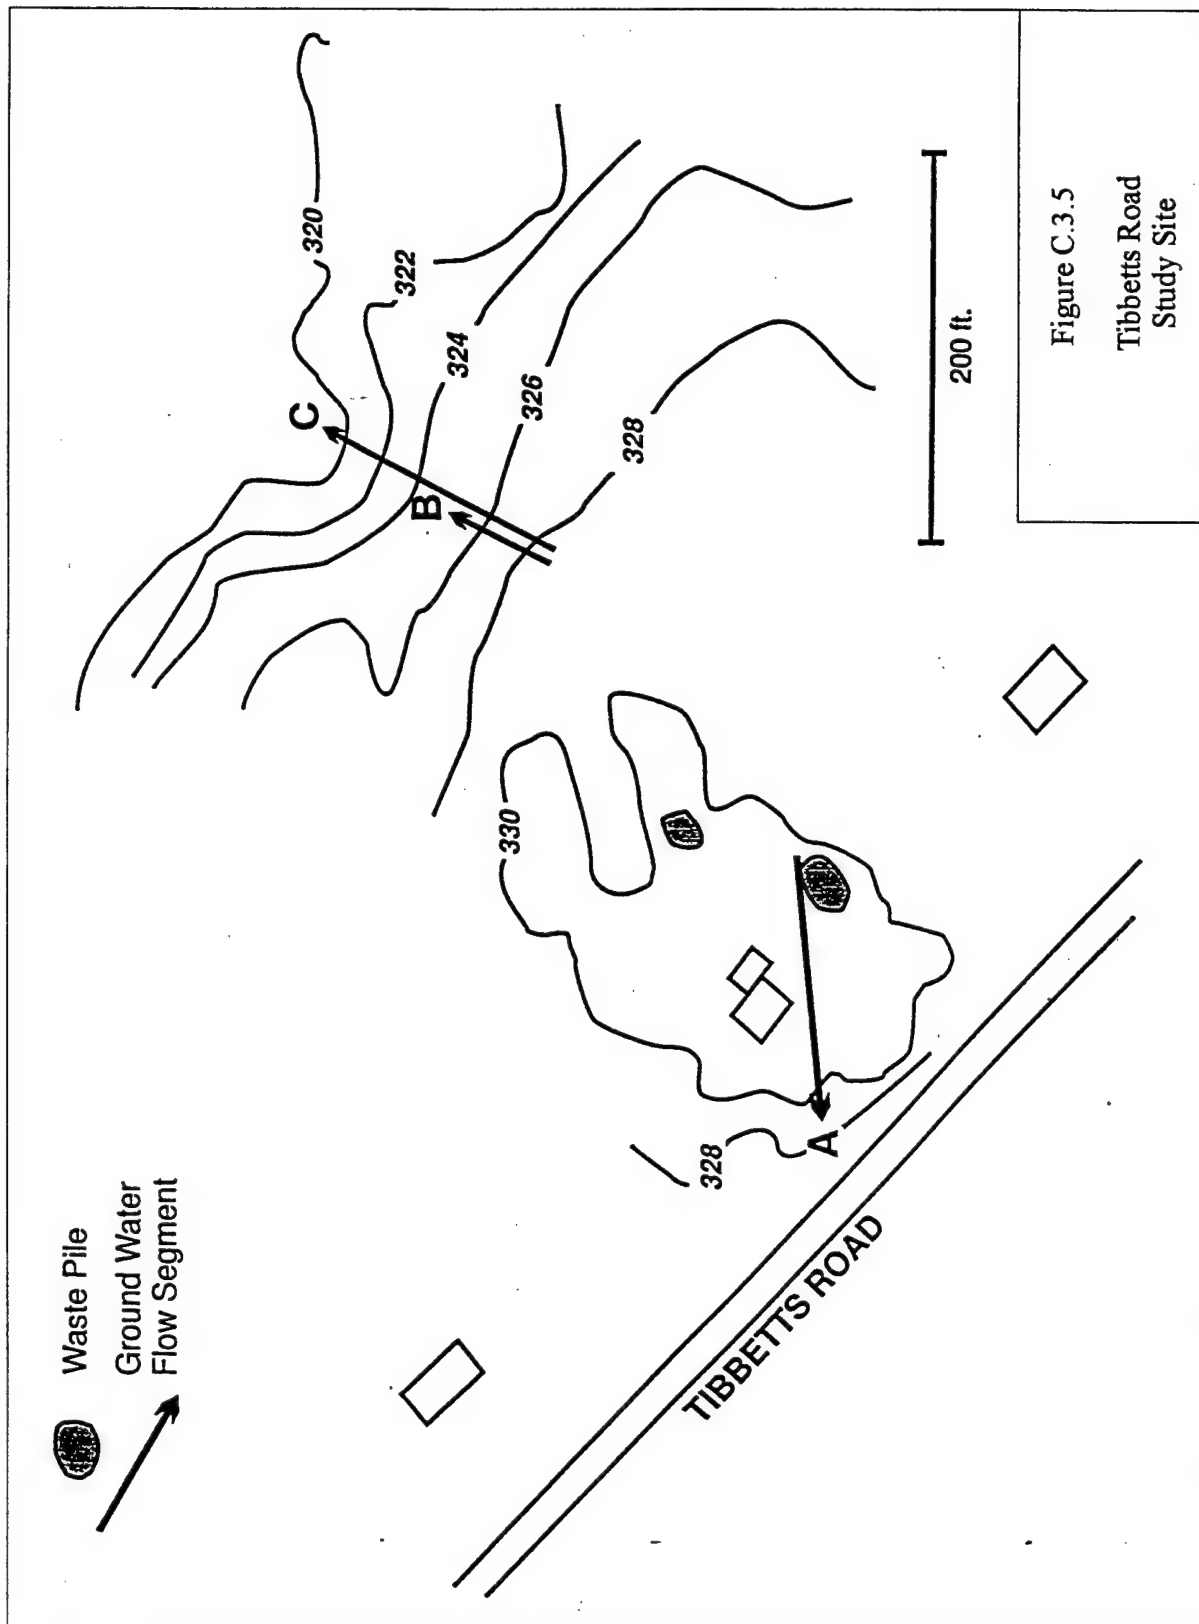 Waste Pile
Ground Water
Flow Segment
320
322
324
326
328
330
328
A
B
C
TIBBETTS ROAD
200 ft.
Figure C.3.5
Tibbetts Road
Study Site